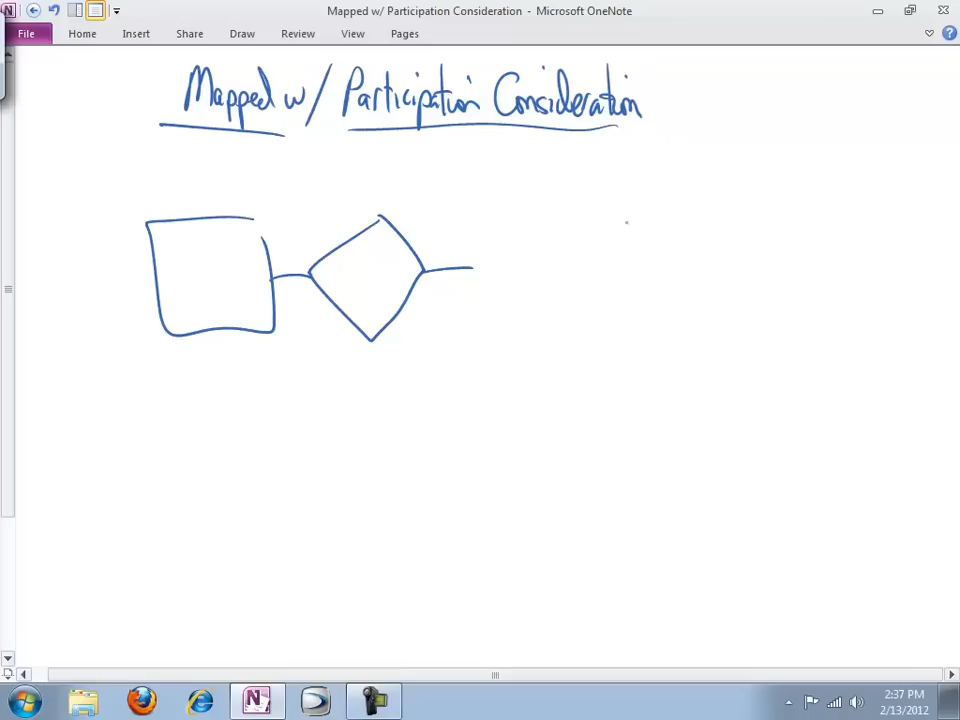 Mapped w/ Participation Consideration - Microsoft OneNote
File Home Insert Share Draw Review View Pages
Mapped w/ Participation Consideration
2:37 PM
2/13/2012